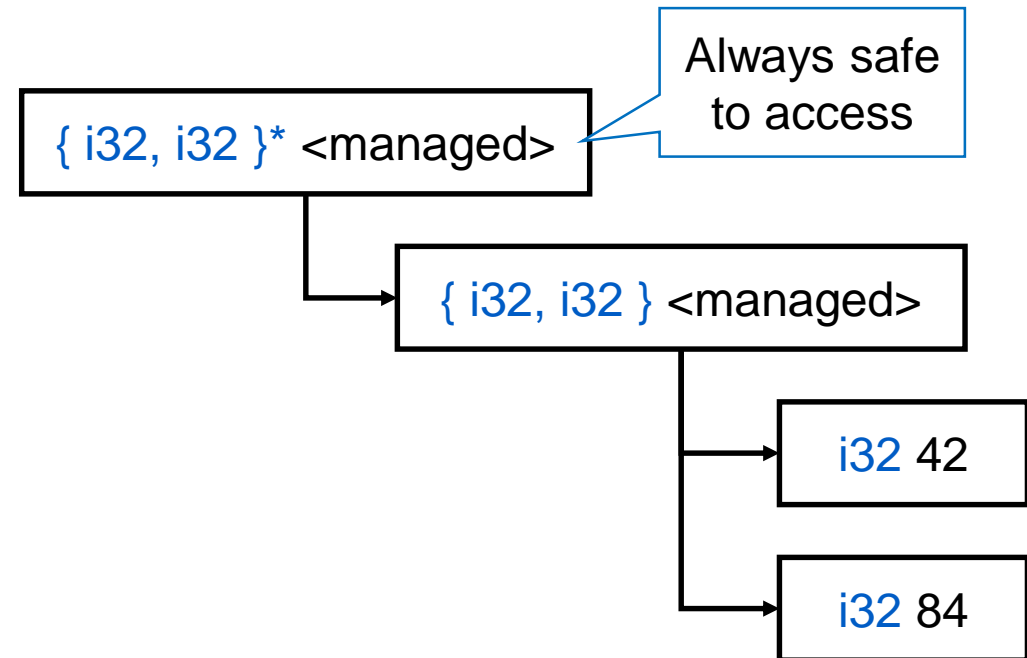 Always safe
to access
{ i32, i32 }* <managed>
{ i32, i32 } <managed>
i32 42
i32 84